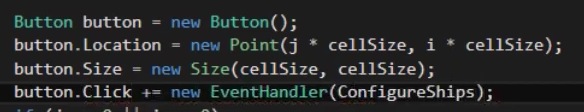 Button button = new Button();
button.Location = new Point(j * cellSize, i * cellSize);
button.Size = new Size(cellSize, cellSize);
button.Click += new EventHandler(ConfigureShips);